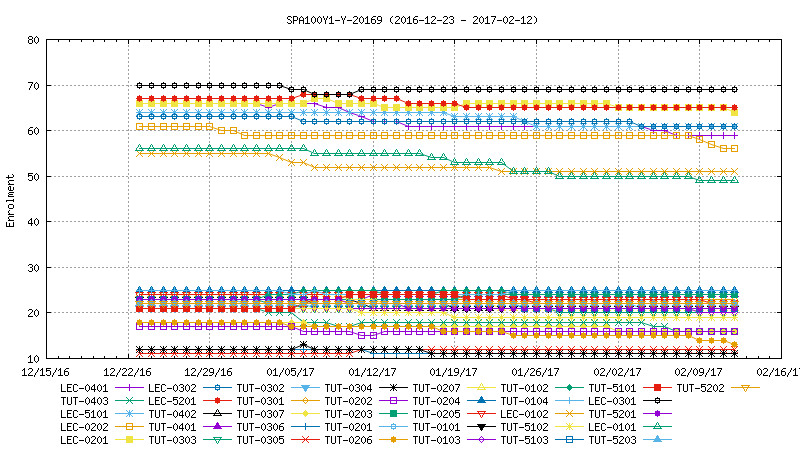 SPA100Y1-Y-20169 (2016-12-23 - 2017-02-12)
80
70
60
50
40
30
20
10
Enrolment
12/15/16 12/22/16 12/29/16 01/05/17 01/12/17 01/19/17 01/26/17 02/02/17 02/09/17 02/16/17
LEC-0401 LEC-0302 TUT-0302 TUT-0304 TUT-0207 TUT-0102 TUT-5101 TUT-5202
TUT-0403 LEC-5201 TUT-0301 TUT-0202 TUT-0204 TUT-0104 LEC-0301
LEC-5101 TUT-0402 TUT-0307 TUT-0203 TUT-0205 LEC-0102 TUT-5201
LEC-0202 TUT-0401 TUT-0306 TUT-0201 TUT-0101 TUT-5102 LEC-0101
LEC-0201 TUT-0303 TUT-0305 TUT-0206 TUT-0103 TUT-5103 TUT-5203